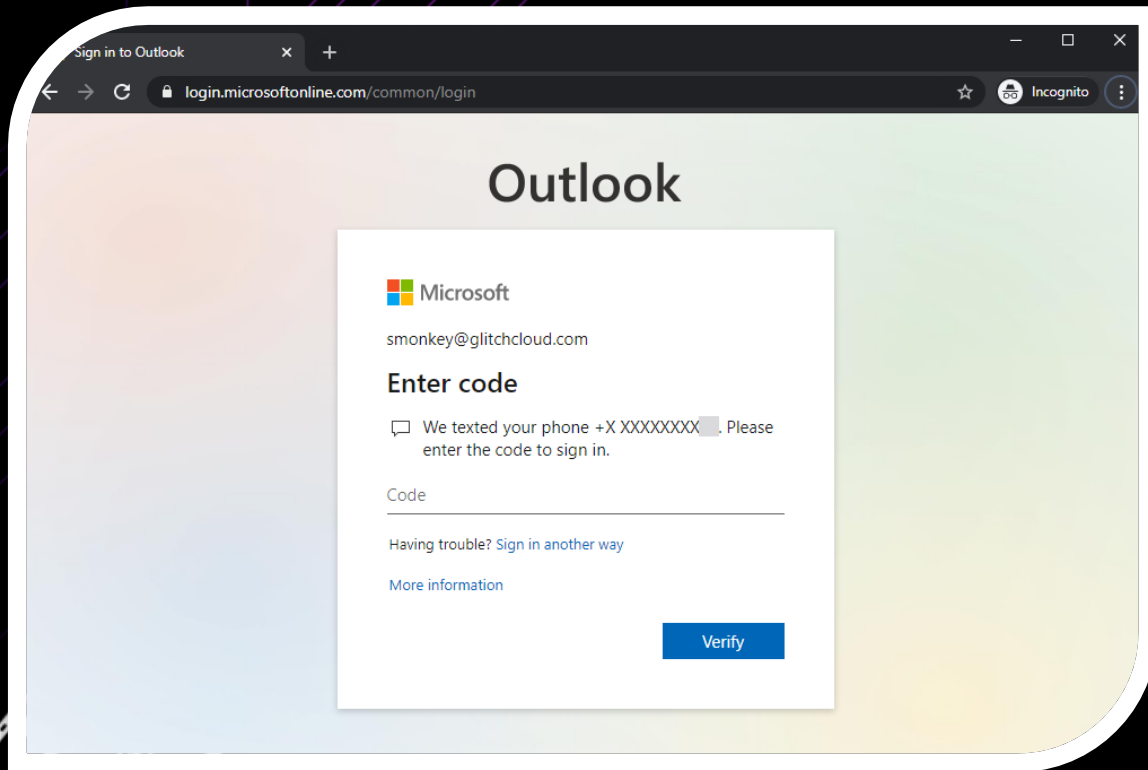 Sign in to Outlook
login.microsoftonline.com/common/login
Incognito
Outlook
Microsoft
smonkey@glitchcloud.com
Enter code
We texted your phone +X XXXXXXXX . Please
enter the code to sign in.
Code
Having trouble? Sign in another way
More information
Verify